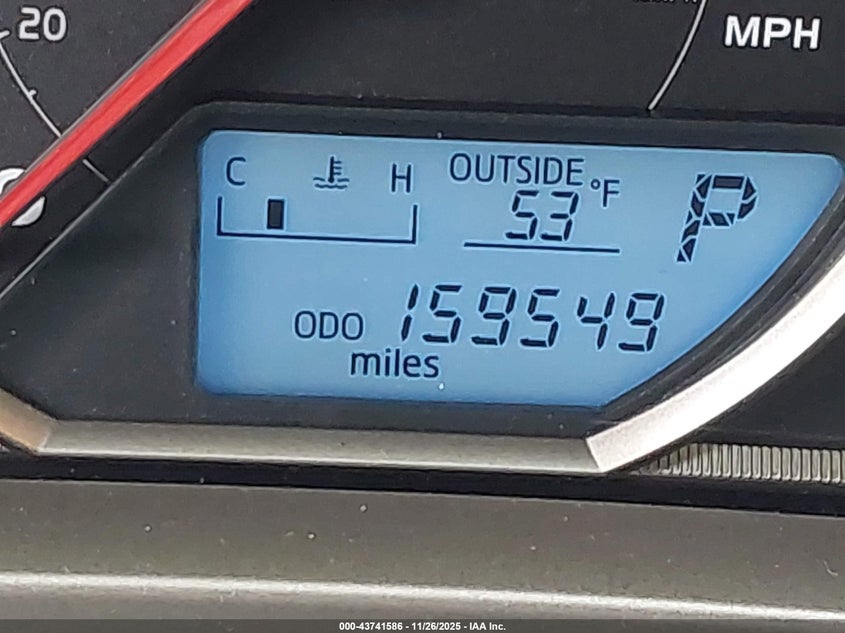 20
MPH
C H OUTSIDE
53 °F P
ODO 159549
miles
000-43741586 - 11/26/2025 - IAA Inc.